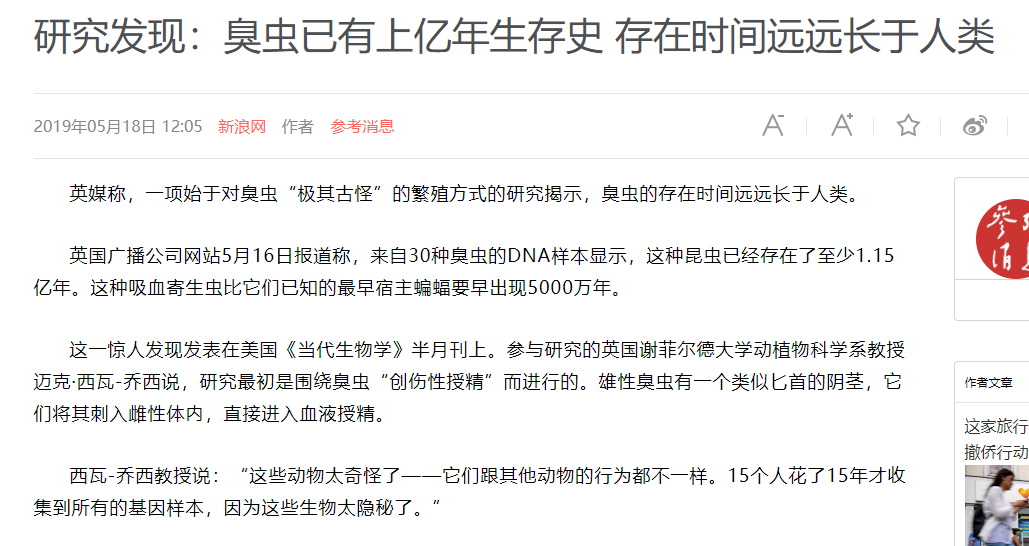 研究发现：臭虫已有上亿年生存史 存在时间远远长于人类
2019年05月18日 12:05 新浪网 作者 参考消息
英媒称，一项始于对臭虫“极其古怪”的繁殖方式的研究揭示，臭虫的存在时间远远长于人类。
英国广播公司网站5月16日报道称，来自30种臭虫的DNA样本显示，这种昆虫已经存在了至少1.15
亿年。这种吸血寄生虫比它们已知的最早宿主蝙蝠要早出现5000万年。
这一惊人发现发表在美国《当代生物学》半月刊上。参与研究的英国谢菲尔德大学动植物科学系教授
迈克·西瓦-乔西说，研究最初是围绕臭虫“创伤性授精”而进行的。雄性臭虫有一个类似匕首的阴茎，它
们将其刺入雌性体内，直接进入血液授精。
西瓦-乔西教授说：“这些动物太奇怪了——它们跟其他动物的行为都不一样。15个人花了15年才收
集到所有的基因样本，因为这些生物太隐秘了。”
作者文章
这家旅行
撤侨行动